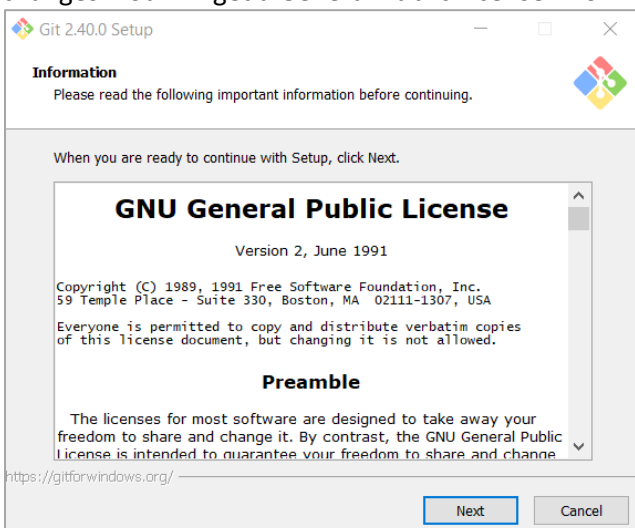 Git 2.40.0 Setup
Information
Please read the following important information before continuing.
When you are ready to continue with Setup, click Next.
GNU General Public License
Version 2, June 1991
Copyright (C) 1989, 1991 Free Software Foundation, Inc.
59 Temple Place - Suite 330, Boston, MA  02111-1307, USA
Everyone is permitted to copy and distribute verbatim copies
of this license document, but changing it is not allowed.
Preamble
The licenses for most software are designed to take away your
freedom to share and change it. By contrast, the GNU General Public
License is intended to guarantee your freedom to share and change
https://gitforwindows.org/
Next
Cancel